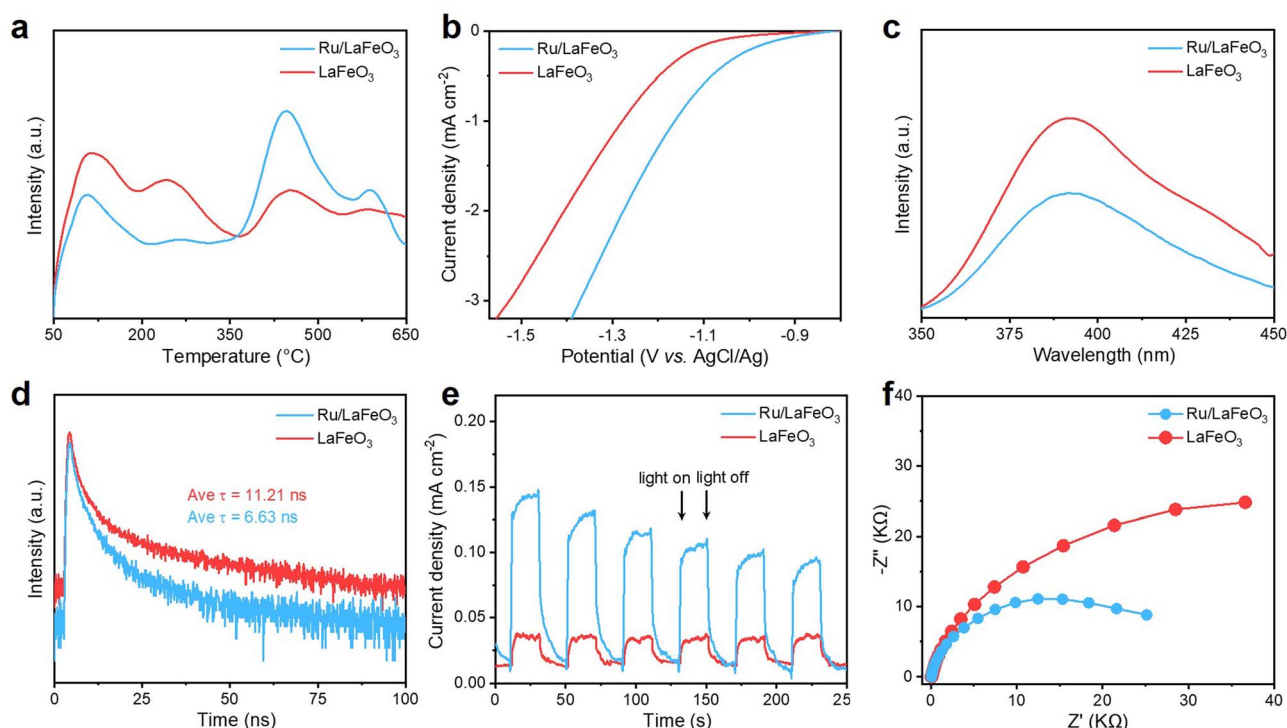 a
Ru/LaFeO₃
LaFeO₃
Intensity (a.u.)
50 200 350 500 650
Temperature (°C)
b
Ru/LaFeO₃
LaFeO₃
Current density (mA cm⁻²)
0
-1
-2
-3
-1.5 -1.3 -1.1 -0.9
Potential (V vs. AgCl/Ag)
c
Ru/LaFeO₃
LaFeO₃
Intensity (a.u.)
350 375 400 425 450
Wavelength (nm)
d
Ru/LaFeO₃
LaFeO₃
Ave τ = 11.21 ns
Ave τ = 6.63 ns
Intensity (a.u.)
0 25 50 75 100
Time (ns)
e
Ru/LaFeO₃
LaFeO₃
light on light off
Current density (mA cm⁻²)
0.20
0.15
0.10
0.05
0.00
0 50 100 150 200 250
Time (s)
f
Ru/LaFeO₃
LaFeO₃
-Z'' (KΩ)
40
30
20
10
0
0 10 20 30 40
Z' (KΩ)